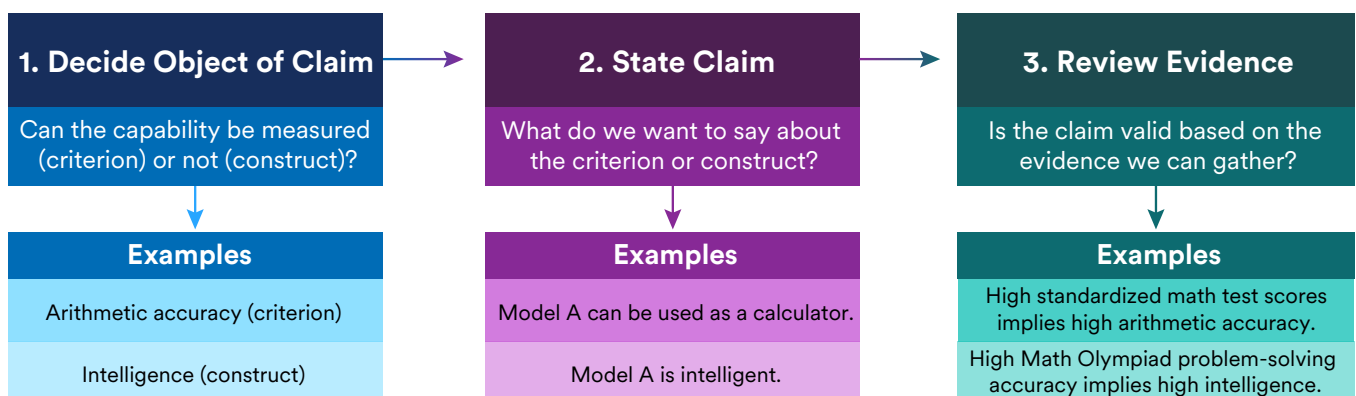 1. Decide Object of Claim
Can the capability be measured
(criterion) or not (construct)?
Examples
Arithmetic accuracy (criterion)
Intelligence (construct)
2. State Claim
What do we want to say about
the criterion or construct?
Examples
Model A can be used as a calculator.
Model A is intelligent.
3. Review Evidence
Is the claim valid based on the
evidence we can gather?
Examples
High standardized math test scores
implies high arithmetic accuracy.
High Math Olympiad problem-solving
accuracy implies high intelligence.